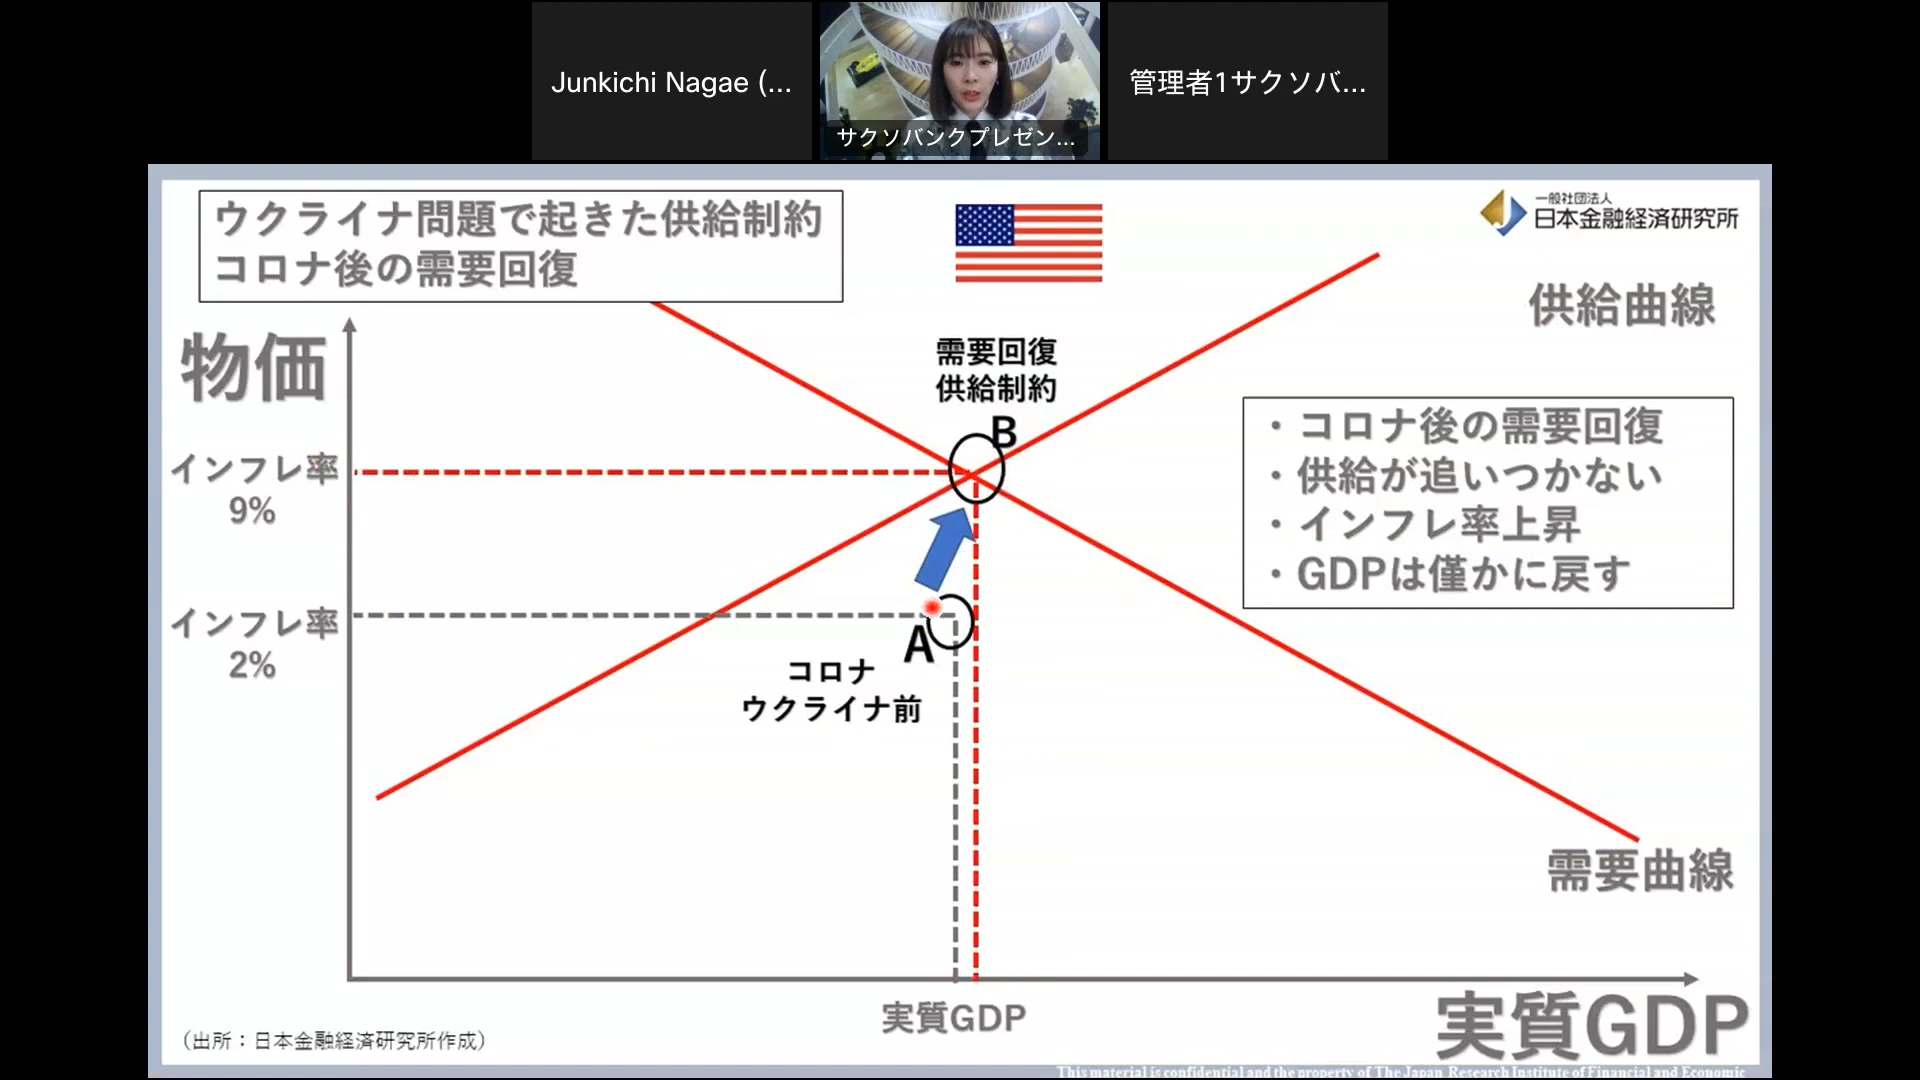 Junkichi Nagae (...
サクソバンクプレゼン...
管理者1サクソバ...
ウクライナ問題で起きた供給制約
コロナ後の需要回復
一般社団法人
日本金融経済研究所
供給曲線
物価
需要回復
供給制約
B
・コロナ後の需要回復
・供給が追いつかない
・インフレ率上昇
・GDPは僅かに戻す
インフレ率
9%
インフレ率
2%
A
コロナ
ウクライナ前
需要曲線
実質GDP
実質GDP
（出所：日本金融経済研究所作成）
This material is confidential and the property of The Japan Research Institute of Financial and Economic